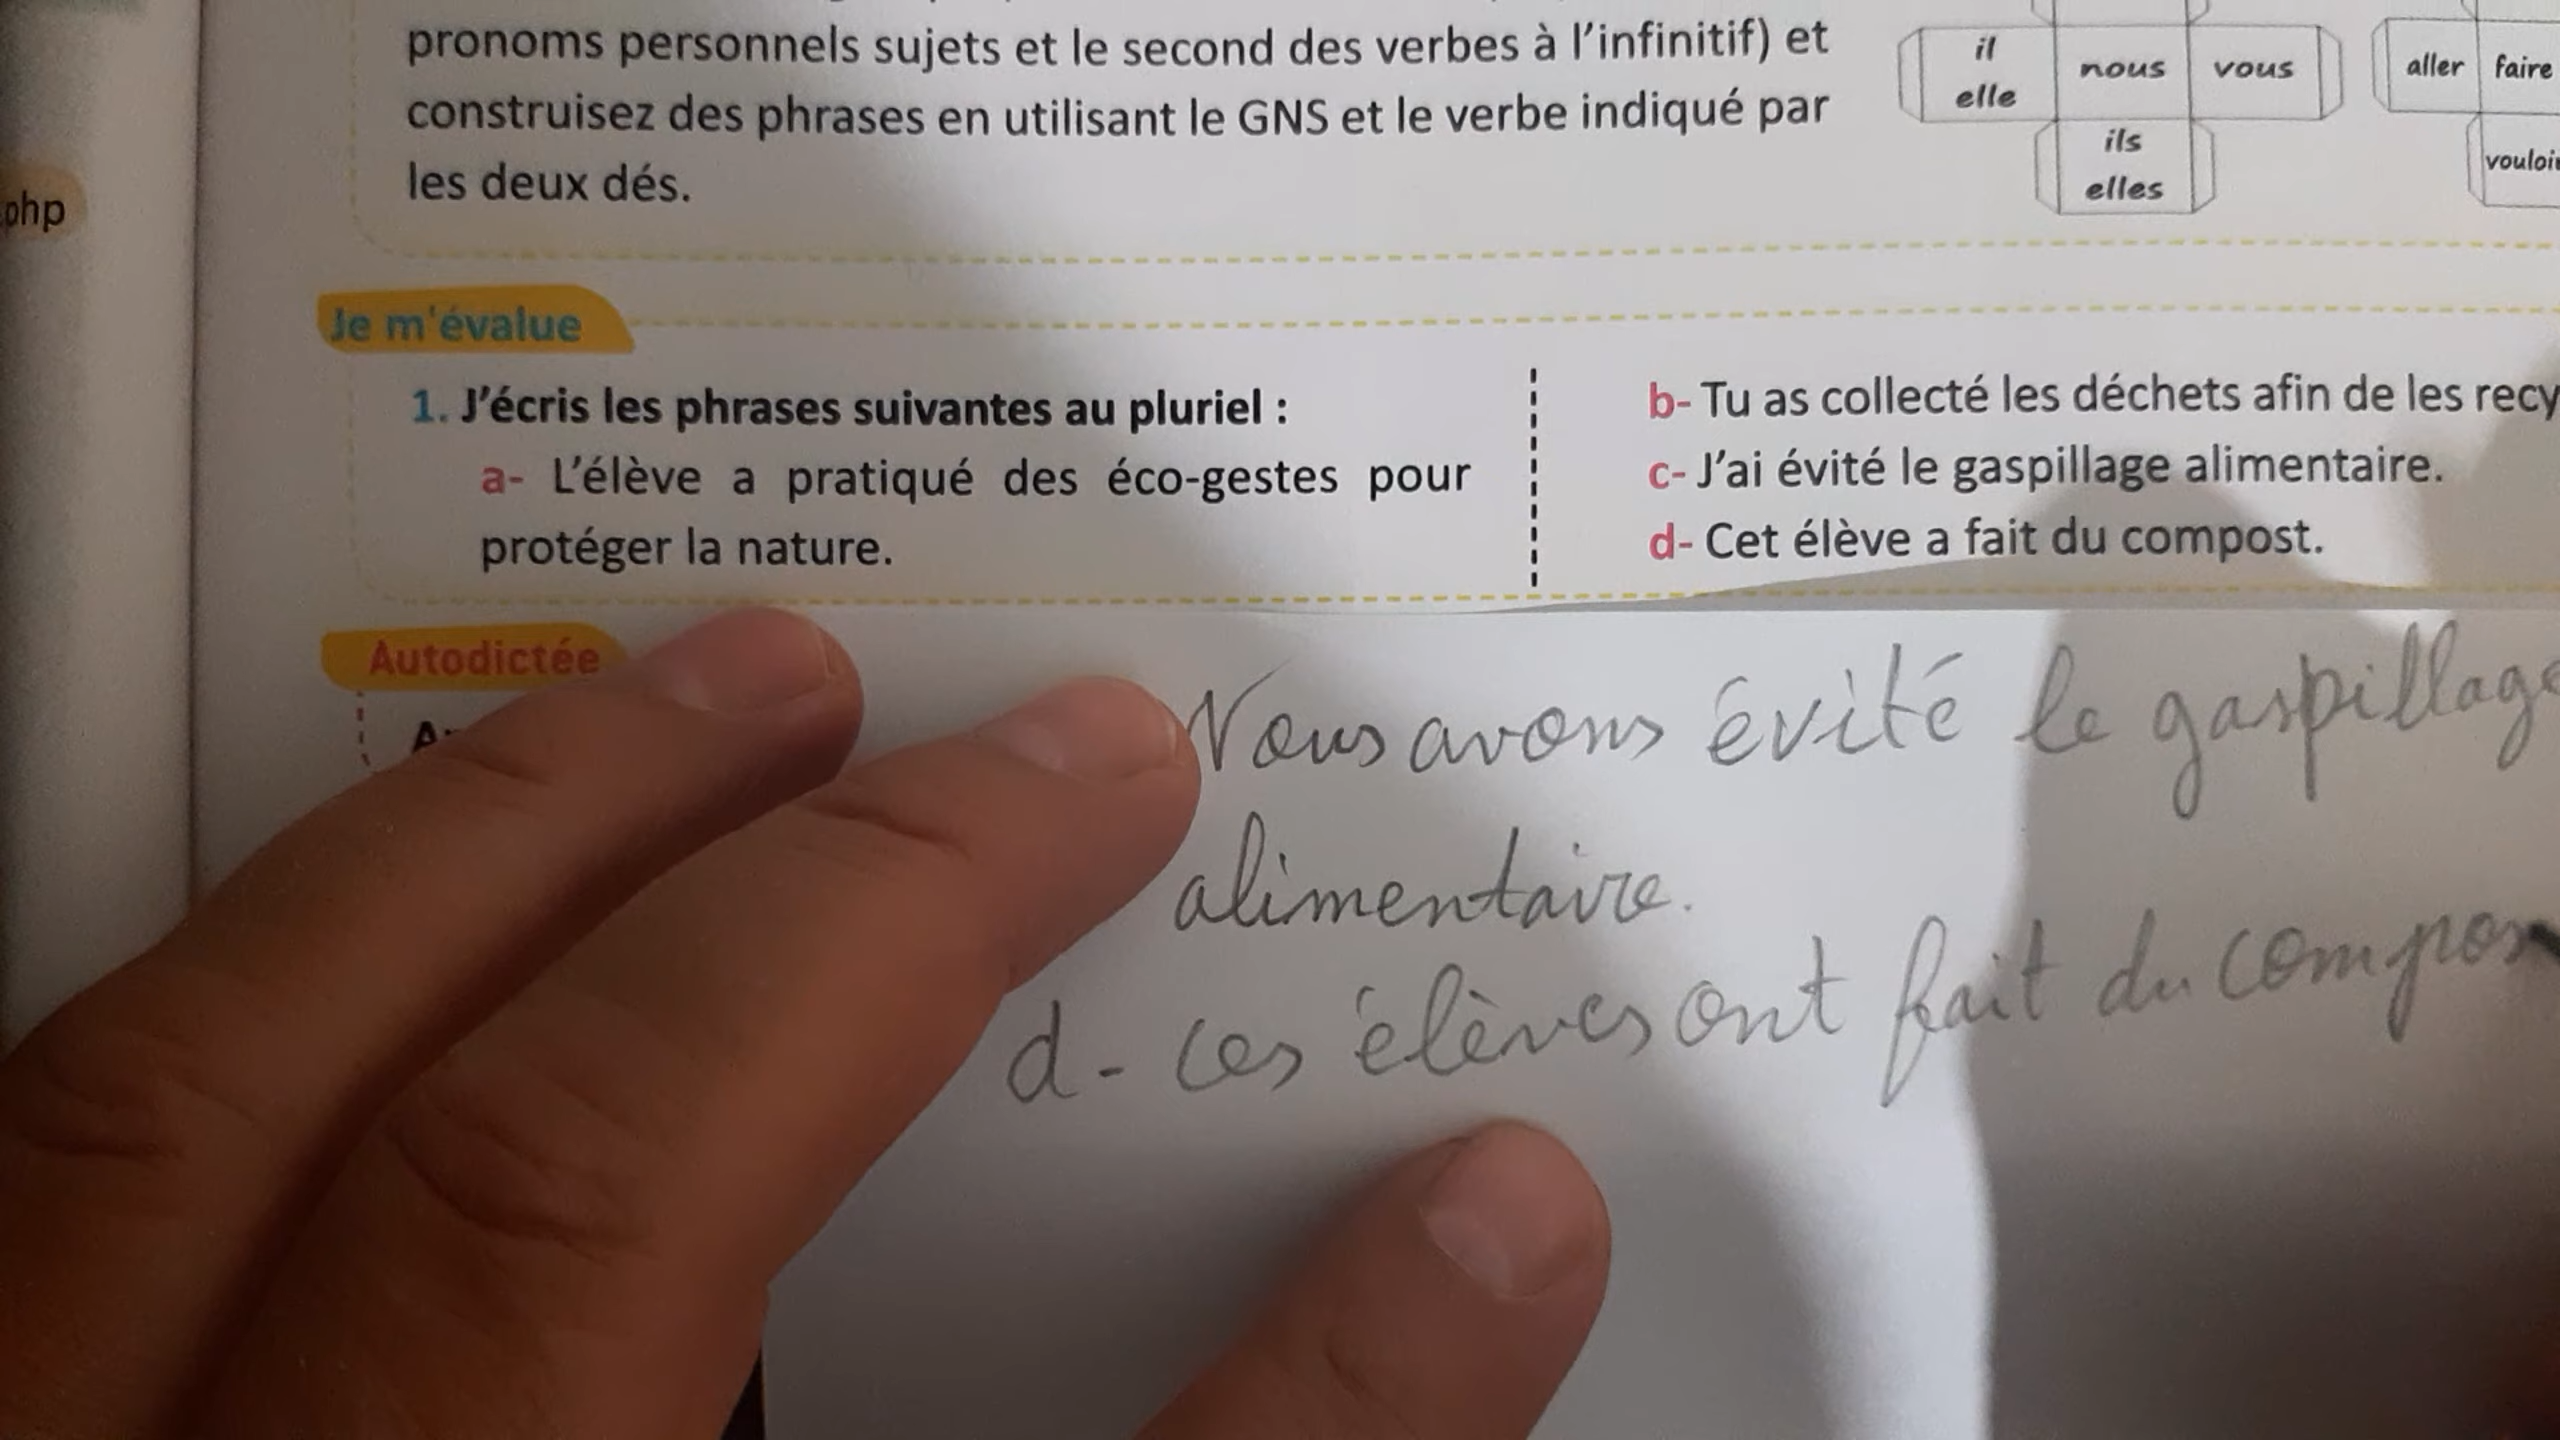 pronoms personnels sujets et le second des verbes à l'infinitif) et
construisez des phrases en utilisant le GNS et le verbe indiqué par
les deux dés.
il
elle
nous
vous
ils
elles
aller
faire
php
Je m'évalue
1. J'écris les phrases suivantes au pluriel :
a- L'élève a pratiqué des éco-gestes pour
protéger la nature.
b- Tu as collecté les déchets afin de les
c- J'ai évité le gaspillage alimentaire.
d- Cet élève a fait du compost.
Autodictée
Nous avons évité le gaspillage
alimentaire.
d- ces élèves ont fait du